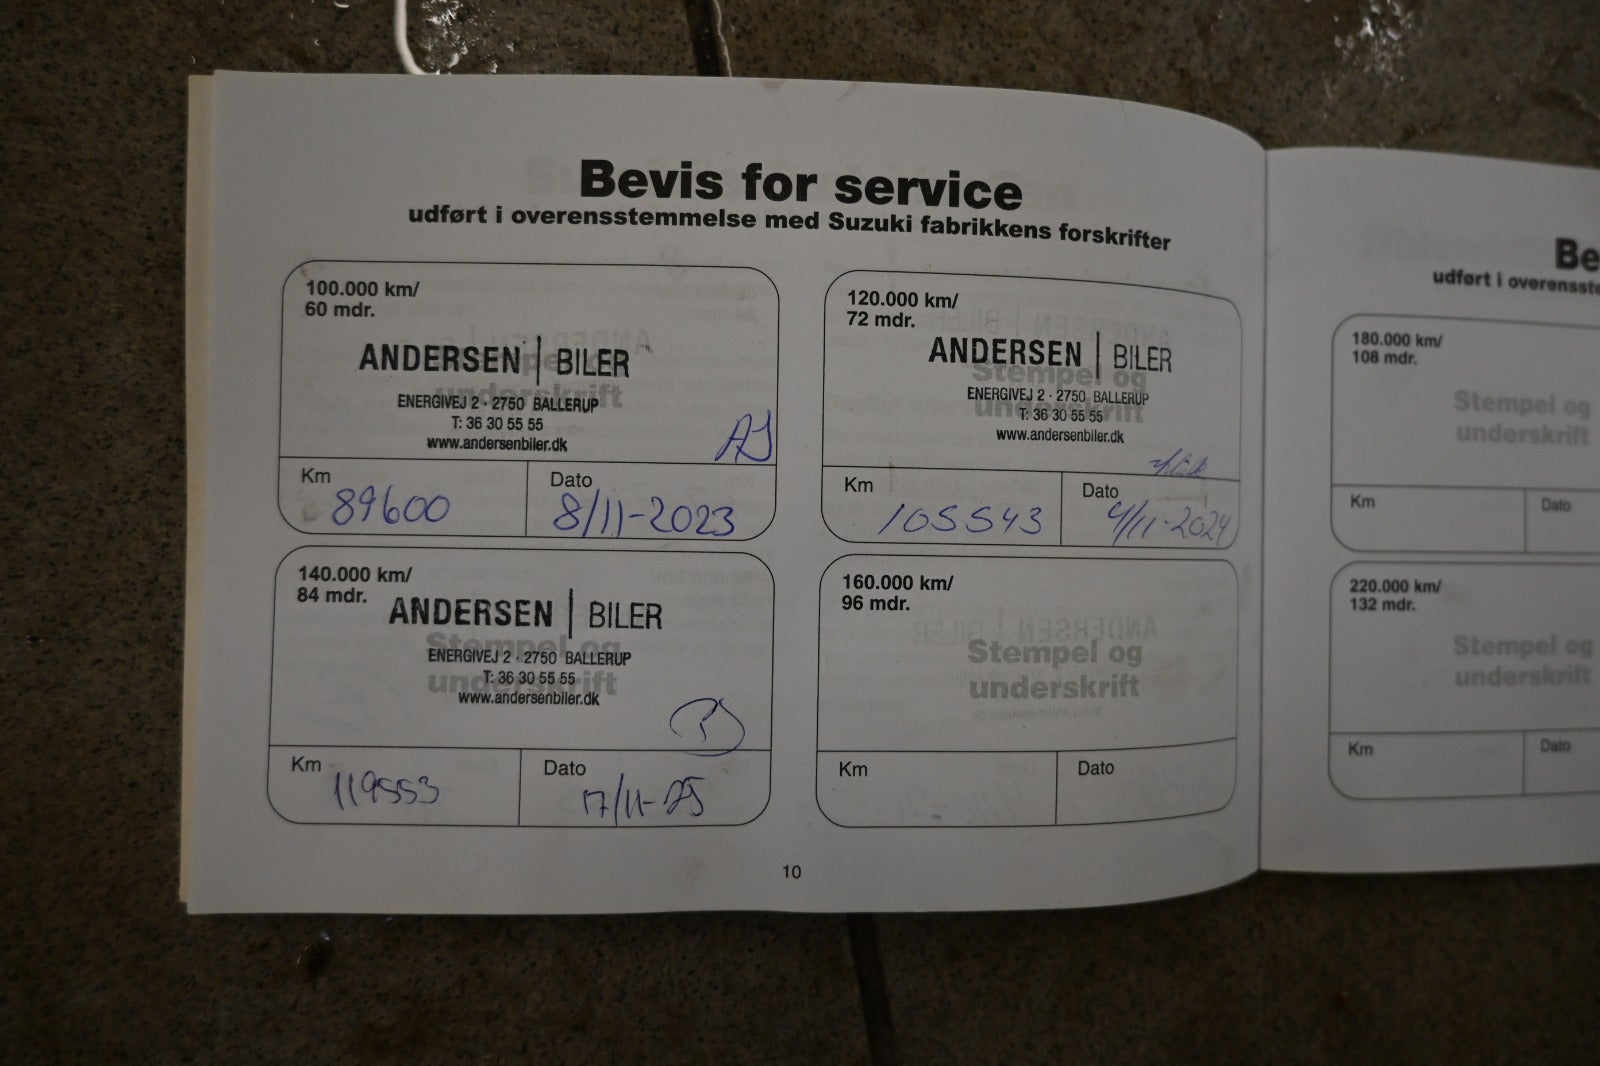 Bevis for service
udført i overensstemmelse med Suzuki fabrikkens forskrifter
100.000 km/
60 mdr.
Stempel og
underskrift
ANDERSEN | BILER
ENERGIVEJ 2 · 2750 BALLERUP
T: 36 30 55 55
www.andersenbiler.dk
AJ
Km
89600
Dato
8/11-2023
120.000 km/
72 mdr.
Stempel og
underskrift
ANDERSEN | BILER
ENERGIVEJ 2 · 2750 BALLERUP
T: 36 30 55 55
www.andersenbiler.dk
Km
105543
Dato
4/11-2024
140.000 km/
84 mdr.
Stempel og
underskrift
ANDERSEN | BILER
ENERGIVEJ 2 · 2750 BALLERUP
T: 36 30 55 55
www.andersenbiler.dk
Km
119553
Dato
17/11-25
160.000 km/
96 mdr.
Stempel og
underskrift
Km
Dato
10
Be
udført i overensste
180.000 km/
108 mdr.
Stempel og
underskrift
Km
Dato
220.000 km/
132 mdr.
Stempel og
underskrift
Km
Dato